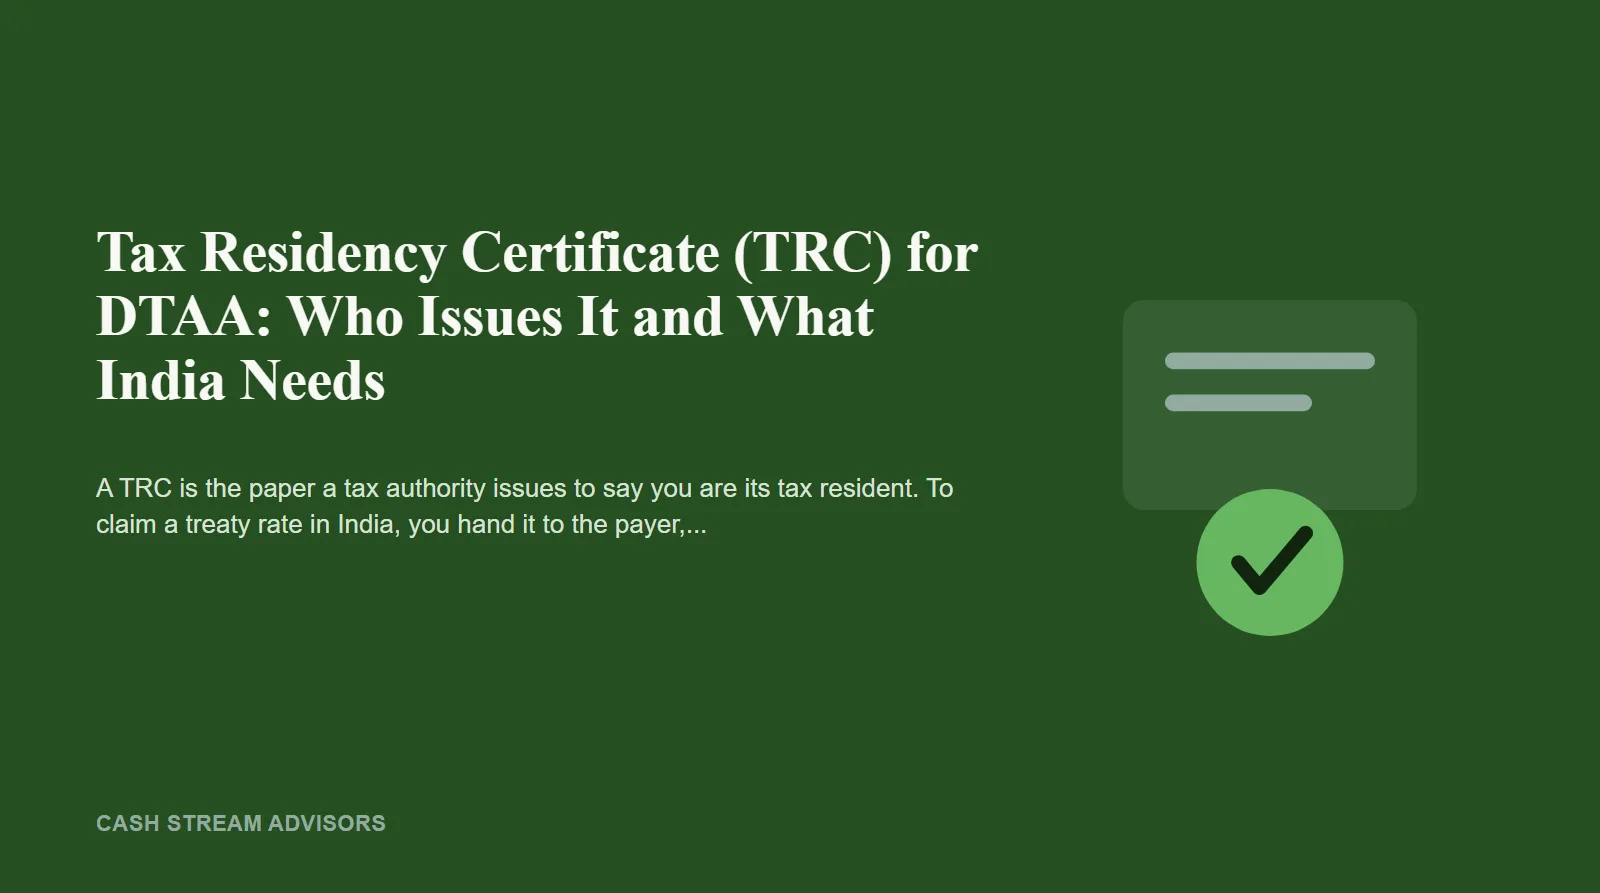 Tax Residency Certificate (TRC) for
DTAA: Who Issues It and What
India Needs
A TRC is the paper a tax authority issues to say you are its tax resident. To
claim a treaty rate in India, you hand it to the payer,...
CASH STREAM ADVISORS